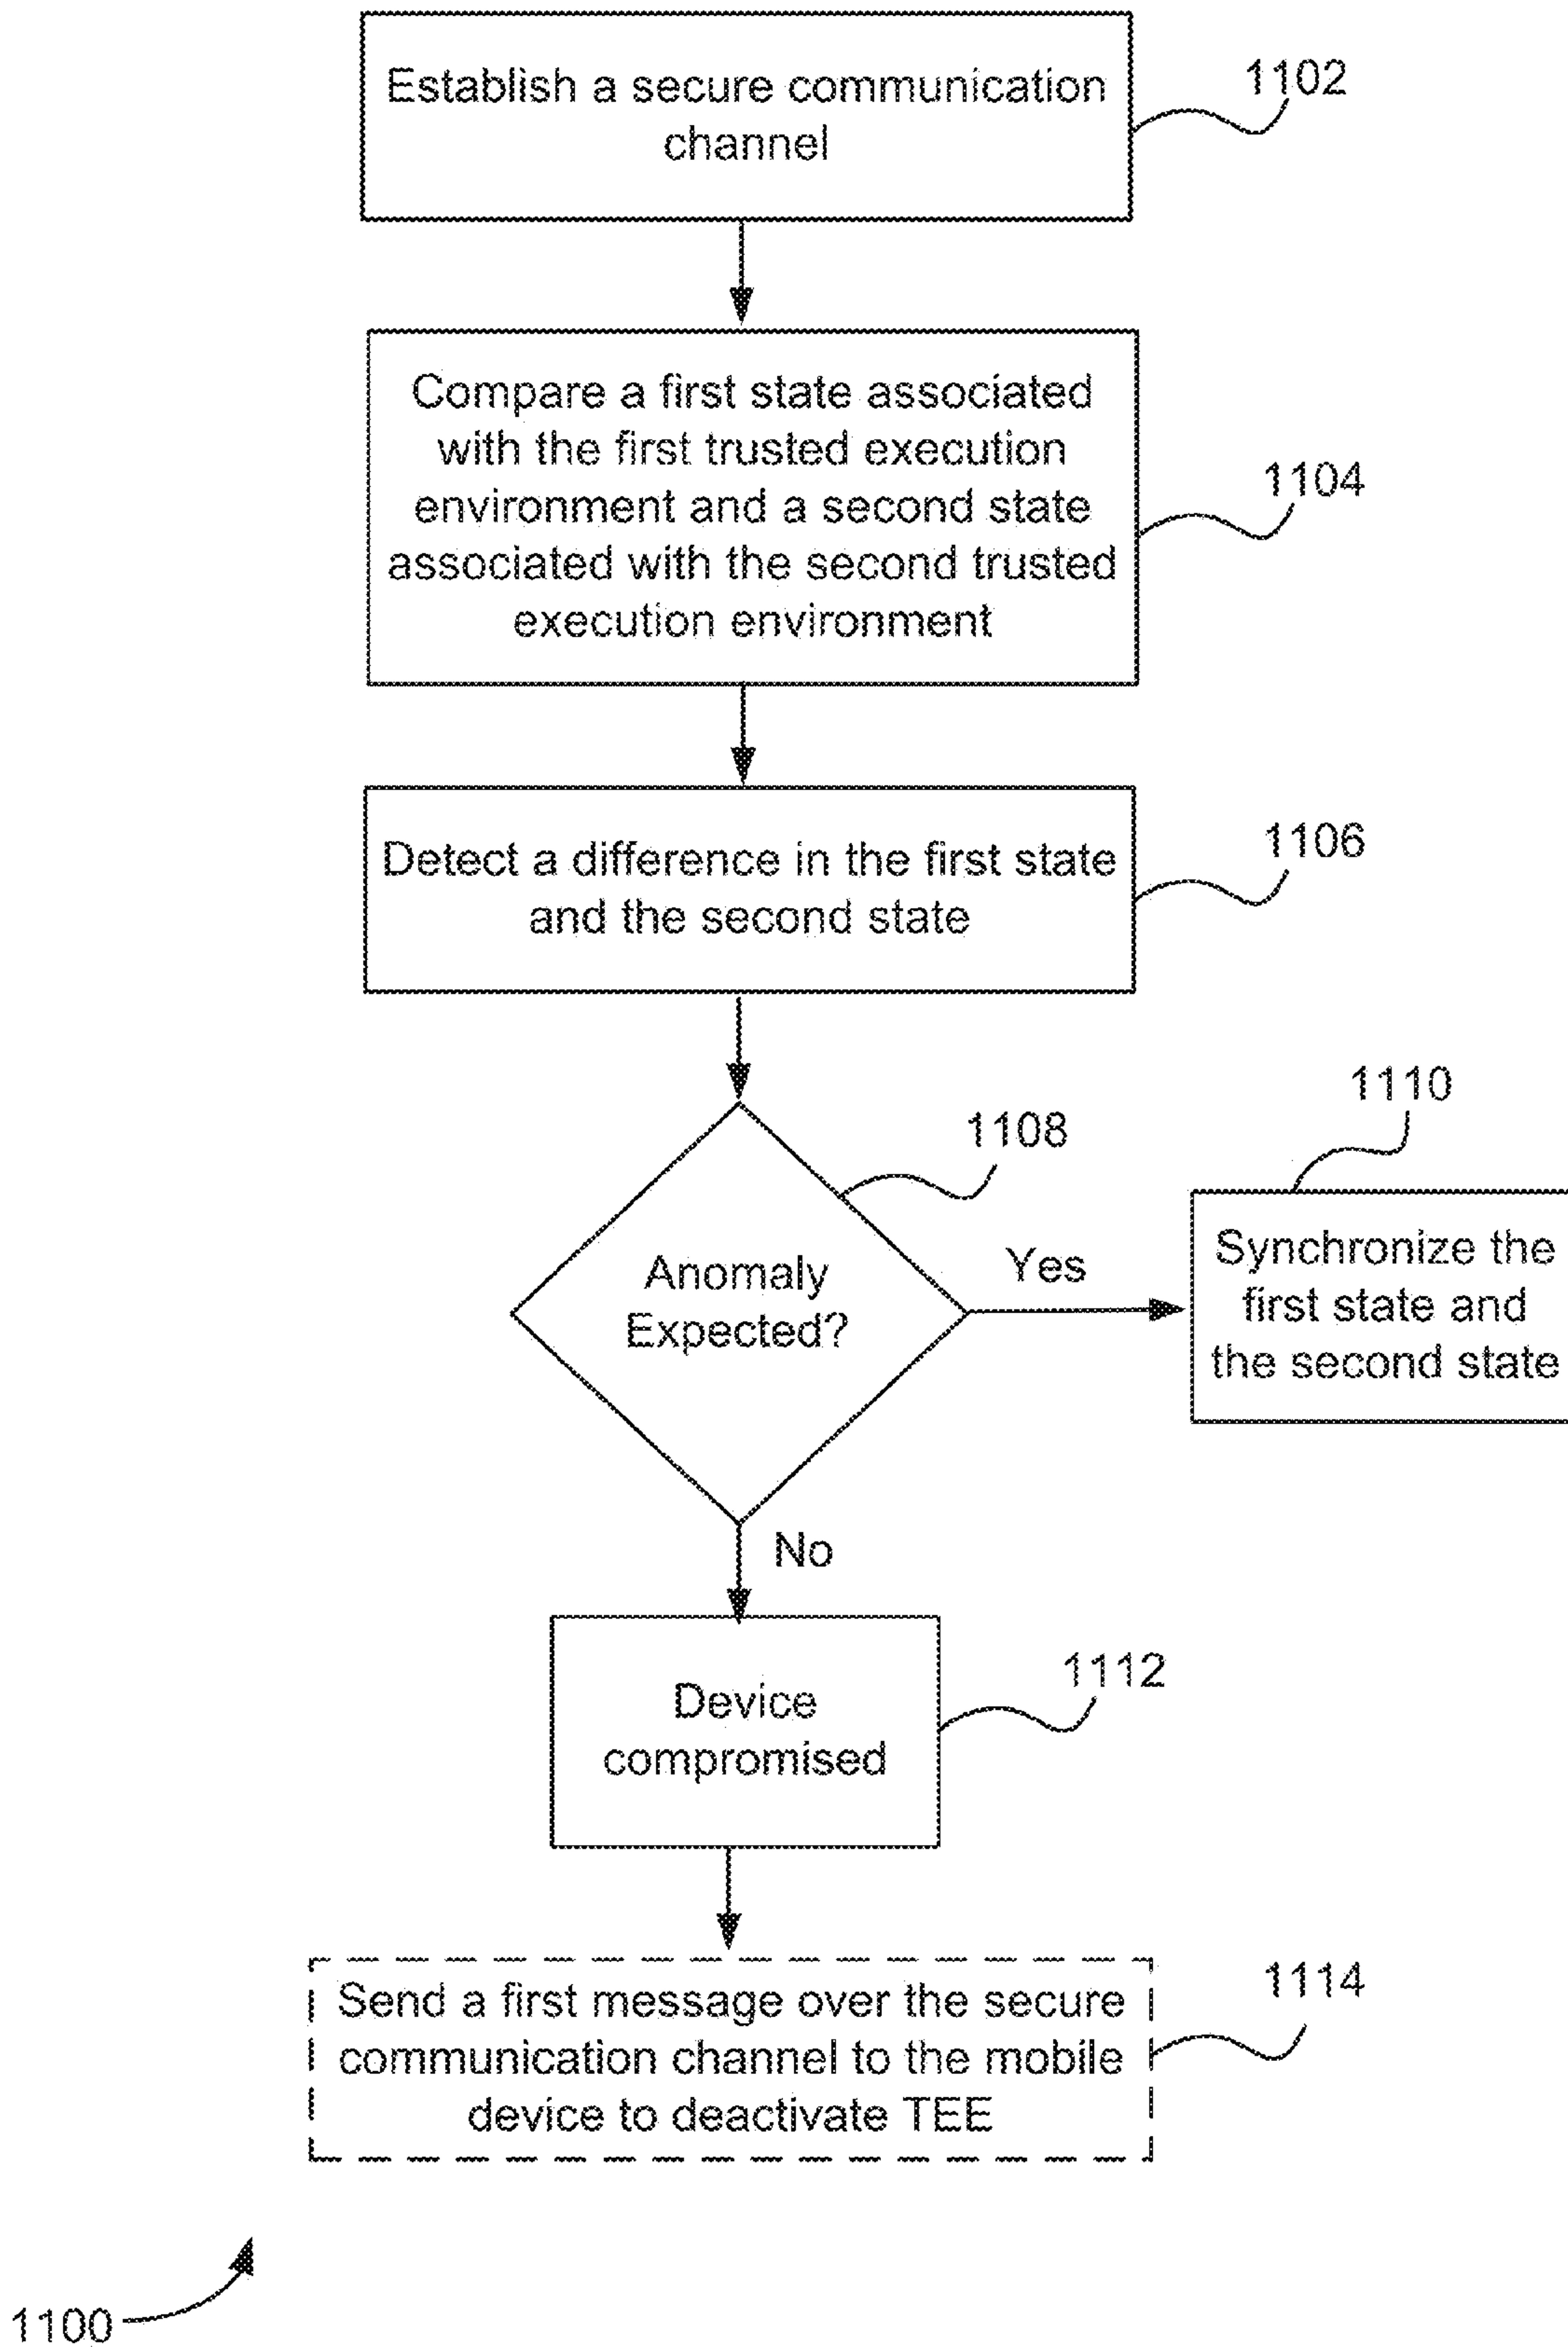 Establish a secure communication
channel
1102
Compare a first state associated
with the first trusted execution
environment and a second state
associated with the second trusted
execution environment
1104
Detect a difference in the first state
and the second state
1106
Anomaly
Expected?
1108
Yes
1110
Synchronize the
first state and
the second state
No
Device
compromised
1112
Send a first message over the secure
communication channel to the mobile
device to deactivate TEE
1114
1100